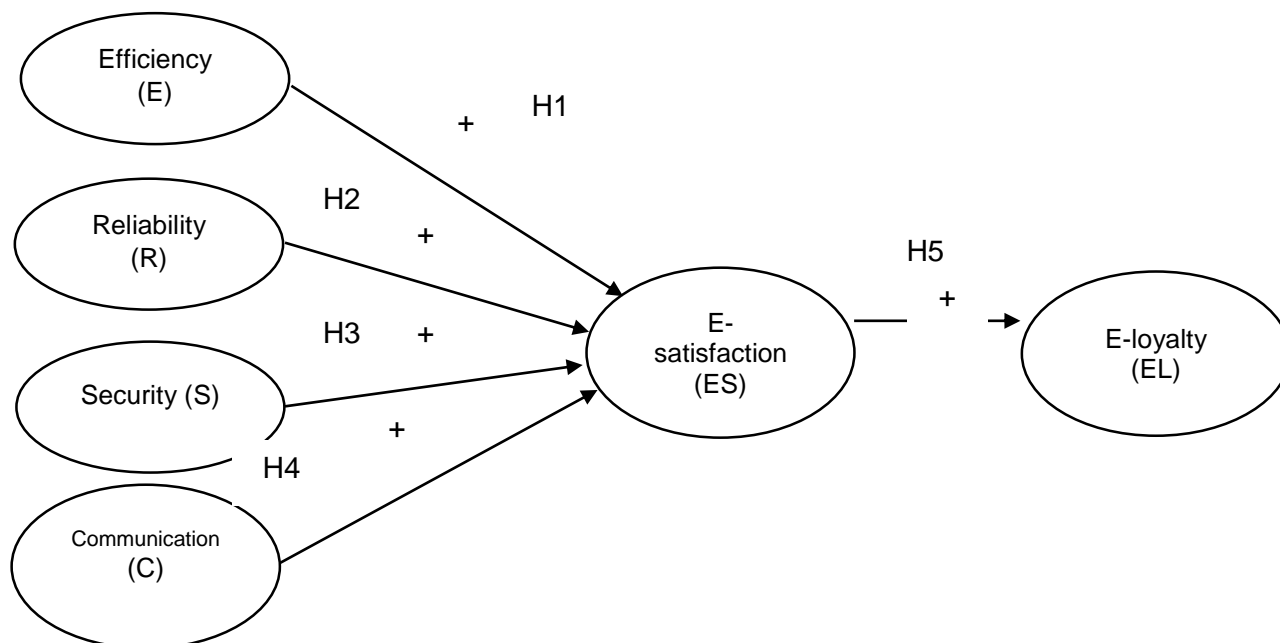 Efficiency
(E)
+
H1
Reliability
(R)
H2
+
Security (S)
H3
+
Communication
(C)
H4
+
E-
satisfaction
(ES)
H5
+
E-loyalty
(EL)